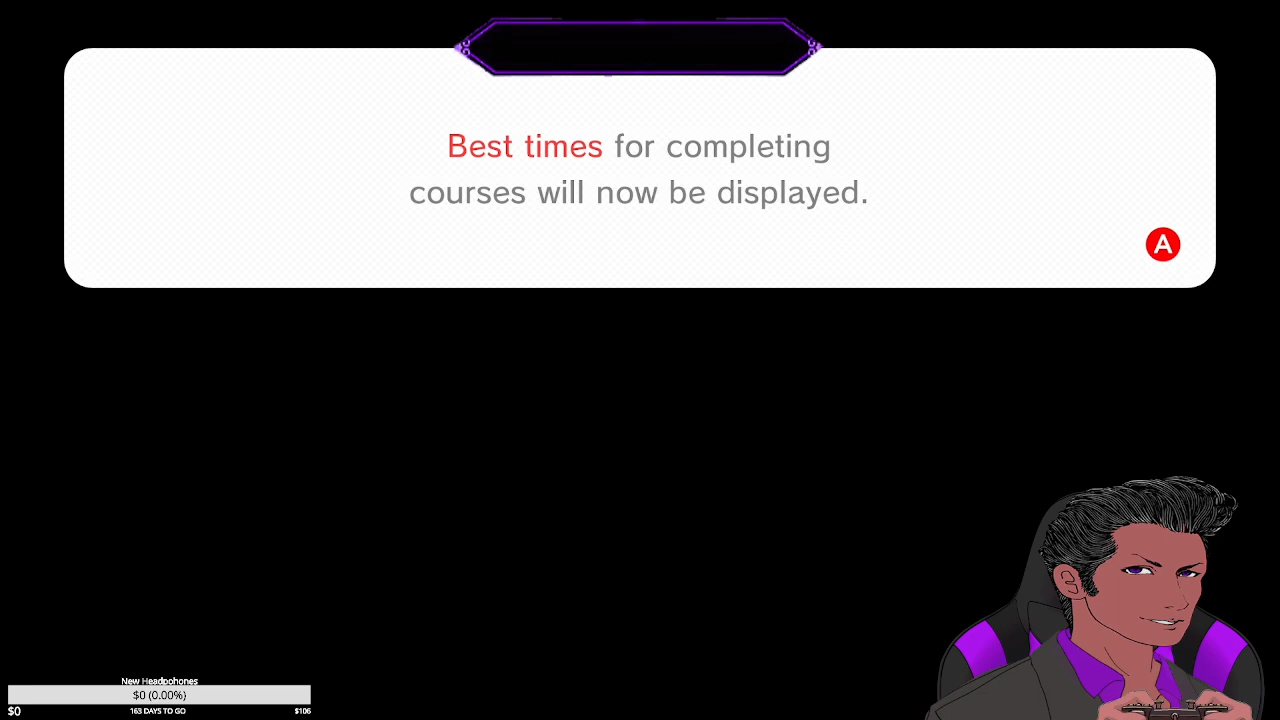 Best times for completing
courses will now be displayed.
A
New Headpohones
$0 (0.00%)
$0 163 DAYS TO GO $106